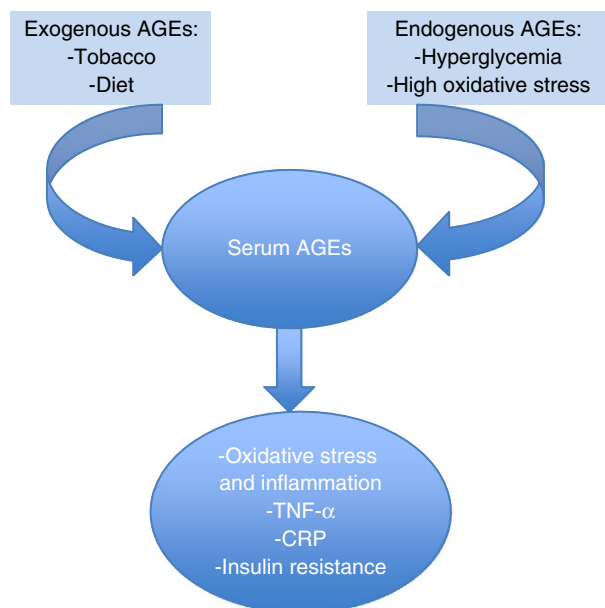 Exogenous AGEs:
-Tobacco
-Diet
Endogenous AGEs:
-Hyperglycemia
-High oxidative stress
Serum AGEs
-Oxidative stress
and inflammation
-TNF-α
-CRP
-Insulin resistance